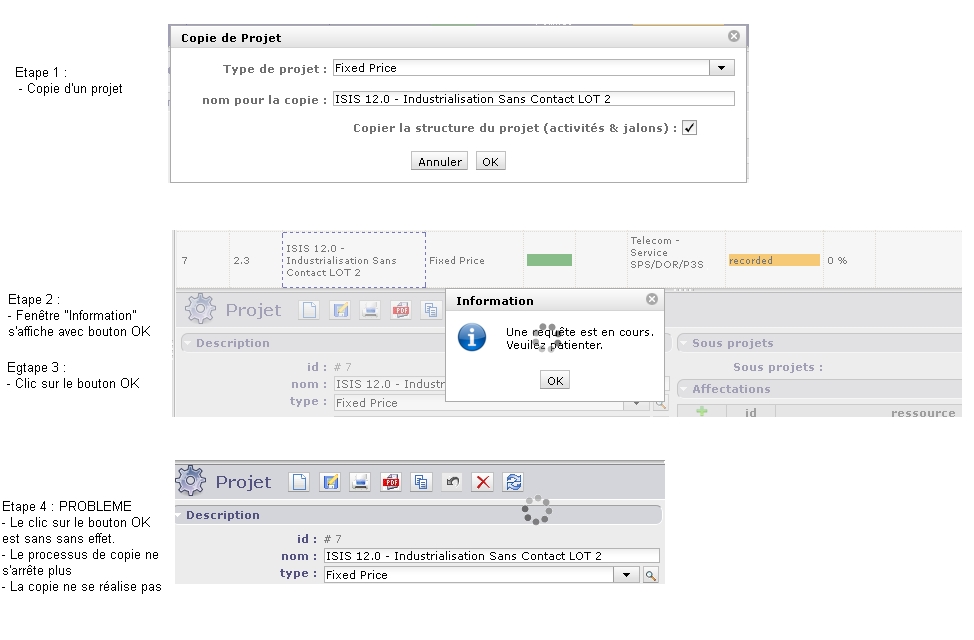 Copie de Projet
Etape 1 :
- Copie d'un projet
Type de projet : Fixed Price
nom pour la copie : ISIS 12.0 - Industrialisation Sans Contact LOT 2
Copier la structure du projet (activités & jalons) :
Annuler OK
7 2.3 ISIS 12.0 - Industrialisation Sans Contact LOT 2 Fixed Price Telecom - Service SPS/DOR/P3S recorded 0 %
Etape 2 :
- Fenêtre "Information"
s'affiche avec bouton OK
Egtape 3 :
- Clic sur le bouton OK
Projet
PDF
Description
id : # 7
nom : ISIS 12.0 - Industr
type : Fixed Price
Information
Une requête est en cours.
Veuilez patienter.
OK
Sous projets
Sous projets :
Affectations
id ressource
Etape 4 : PROBLEME
- Le clic sur le bouton OK
est sans sans effet.
- Le processus de copie ne
s'arrête plus
- La copie ne se réalise pas
Projet
PDF
Description
id : # 7
nom : ISIS 12.0 - Industrialisation Sans Contact LOT 2
type : Fixed Price